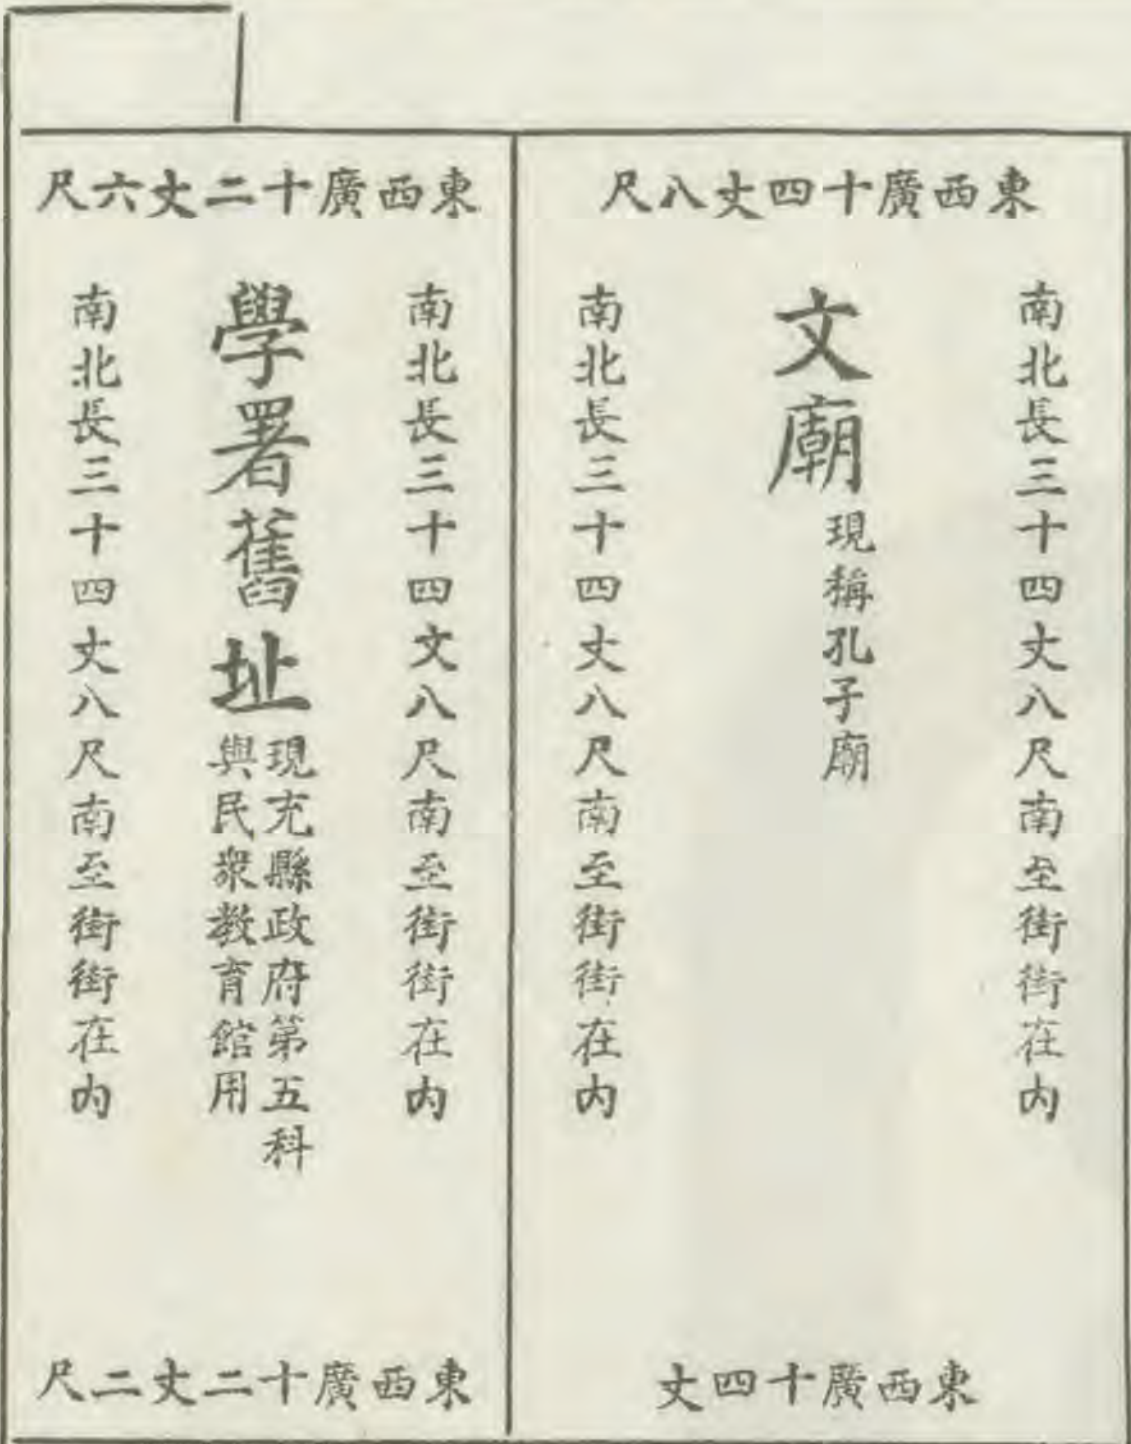 東西廣十四丈八尺
南北長三十四丈八尺南至街街在内
文廟
現稱孔子廟
南北長三十四丈八尺南至街街在内
東西廣十四丈
東西廣十二丈六尺
南北長三十四文八尺南至街街在内
學署舊址
現充縣政府第五科
與民衆教育館用
南北長三十四丈八尺南至街街在内
東西廣十二丈二尺